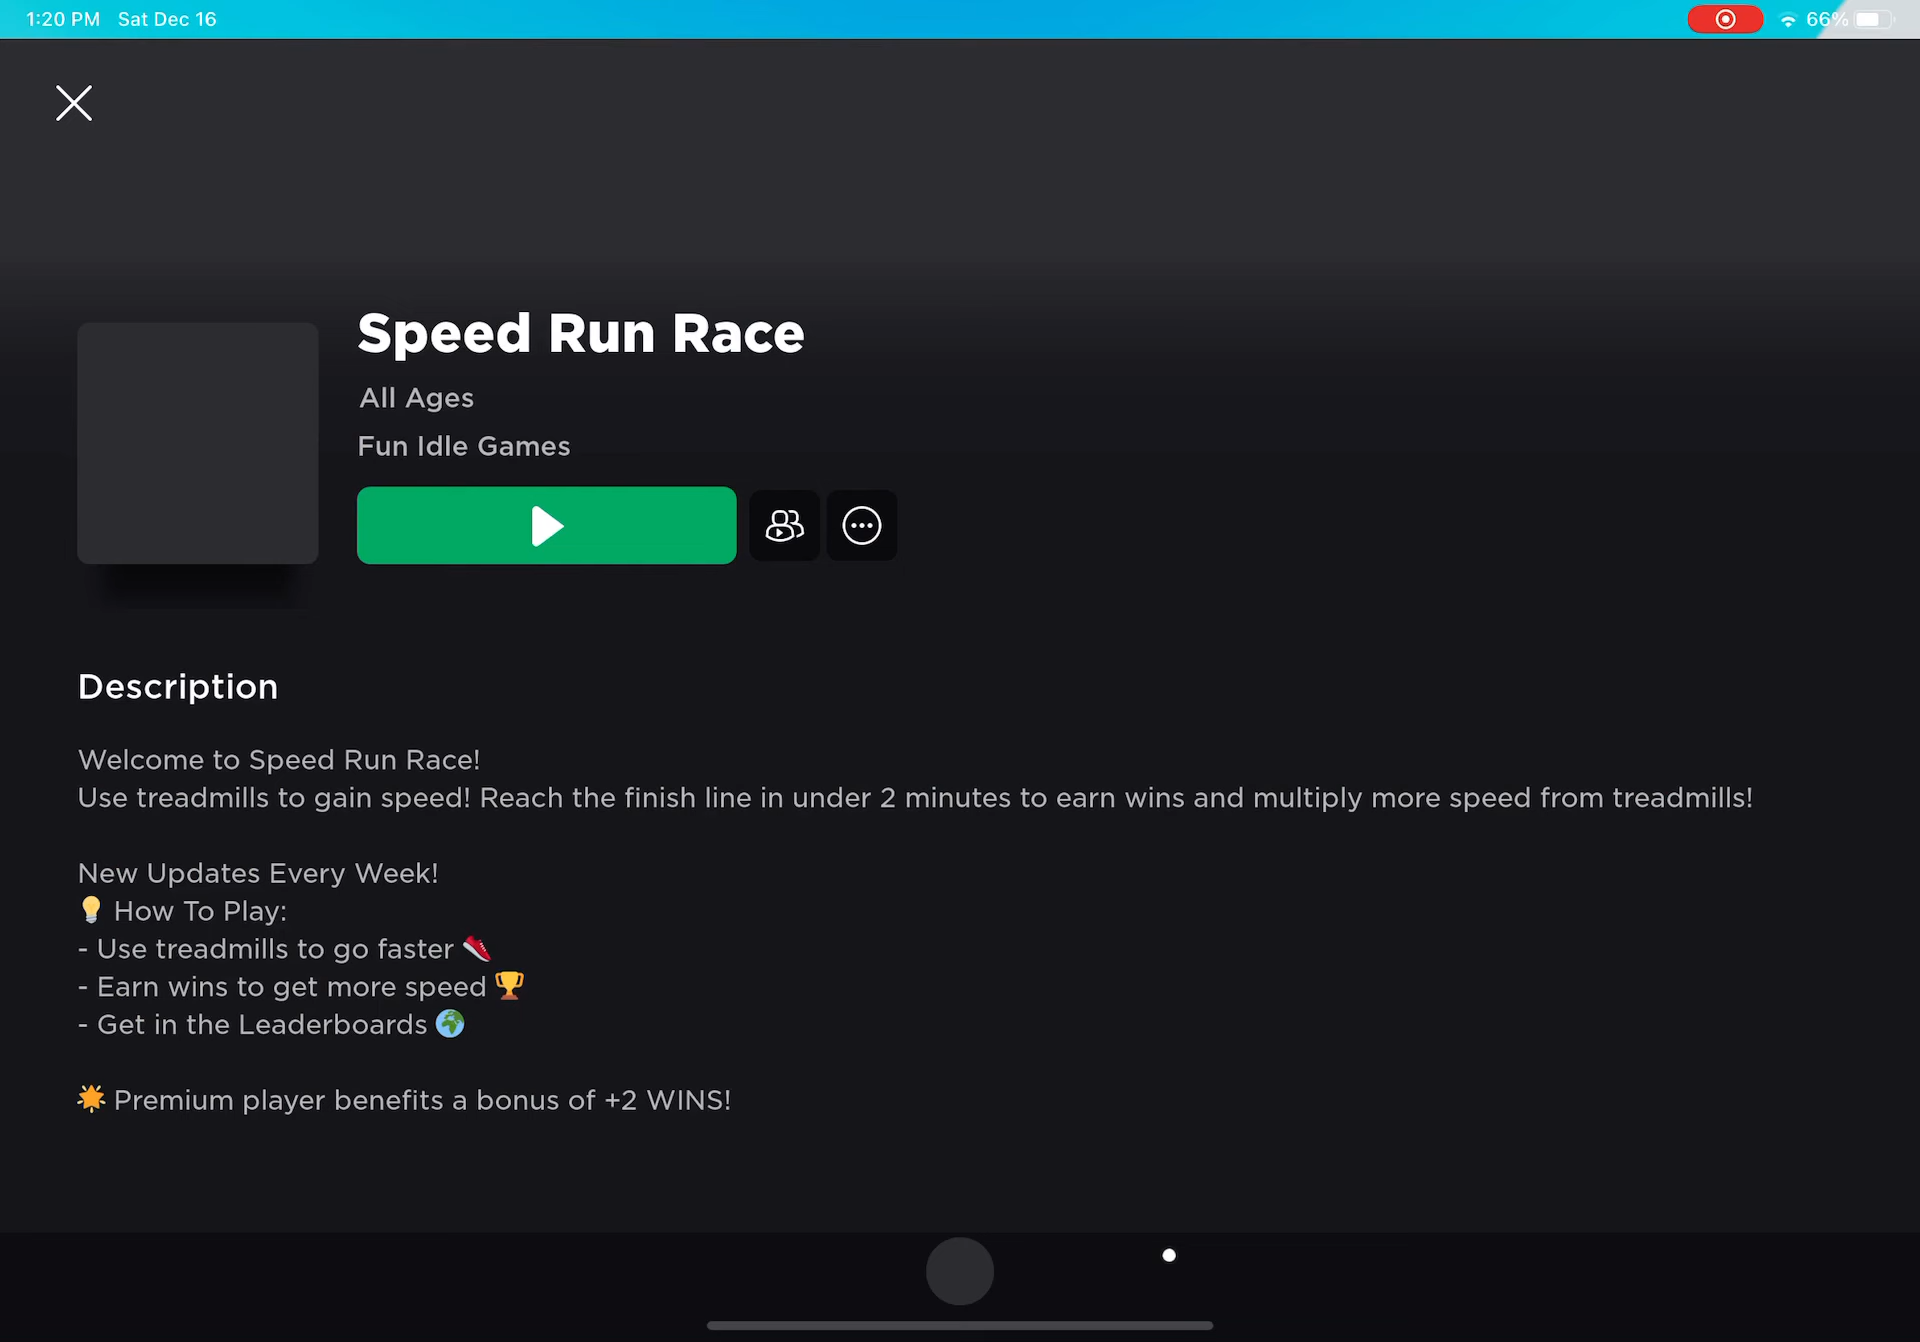 1:20 PM Sat Dec 16
66%
Speed Run Race
All Ages
Fun Idle Games
Description
Welcome to Speed Run Race!
Use treadmills to gain speed! Reach the finish line in under 2 minutes to earn wins and multiply more speed from treadmills!
New Updates Every Week!
💡 How To Play:
- Use treadmills to go faster 👟
- Earn wins to get more speed 🏆
- Get in the Leaderboards 🌍
🌟 Premium player benefits a bonus of +2 WINS!